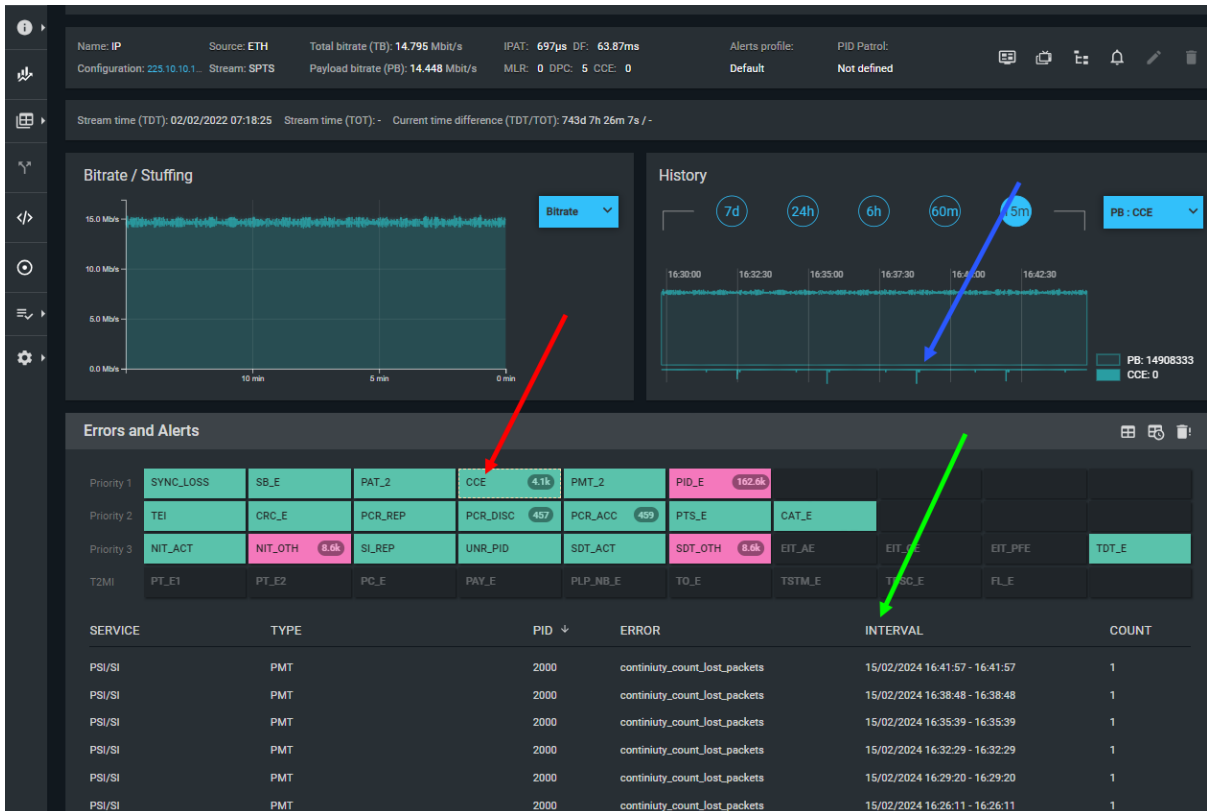 Name: IP Source: ETH Total bitrate (TB): 14.795 Mbit/s IPAT: 697µs DF: 63.87ms Alerts profile: PID Patrol:
Configuration: 225.10.10.1... Stream: SPTS Payload bitrate (PB): 14.448 Mbit/s MLR: 0 DPC: 5 CCE: 0 Default Not defined
Stream time (TDT): 02/02/2022 07:18:25 Stream time (TOT): - Current time difference (TDT/TOT): 743d 7h 26m 7s / -
Bitrate / Stuffing
Bitrate
15.0 Mb/s
10.0 Mb/s
5.0 Mb/s
0.0 Mb/s
10 min 5 min 0 min
History
7d 24h 6h 60m 15m
PB : CCE
16:30:00 16:32:30 16:35:00 16:37:30 16:40:00 16:42:30
PB: 14908333
CCE: 0
Errors and Alerts
Priority 1 SYNC_LOSS SB_E PAT_2 CCE 4.1k PMT_2 PID_E 162.6k
Priority 2 TEI CRC_E PCR_REP PCR_DISC 457 PCR_ACC 459 PTS_E CAT_E
Priority 3 NIT_ACT NIT_OTH 8.6k SI_REP UNR_PID SDT_ACT SDT_OTH 8.6k EIT_AE EIT_OE EIT_PFE TDT_E
T2MI PT_E1 PT_E2 PC_E PAY_E PLP_NB_E TO_E TSTM_E FL_E
SERVICE TYPE PID ↓ ERROR INTERVAL COUNT
PSI/SI PMT 2000 continiuty_count_lost_packets 15/02/2024 16:41:57 - 16:41:57 1
PSI/SI PMT 2000 continiuty_count_lost_packets 15/02/2024 16:38:48 - 16:38:48 1
PSI/SI PMT 2000 continiuty_count_lost_packets 15/02/2024 16:35:39 - 16:35:39 1
PSI/SI PMT 2000 continiuty_count_lost_packets 15/02/2024 16:32:29 - 16:32:29 1
PSI/SI PMT 2000 continiuty_count_lost_packets 15/02/2024 16:29:20 - 16:29:20 1
PSI/SI PMT 2000 continiuty_count_lost_packets 15/02/2024 16:26:11 - 16:26:11 1